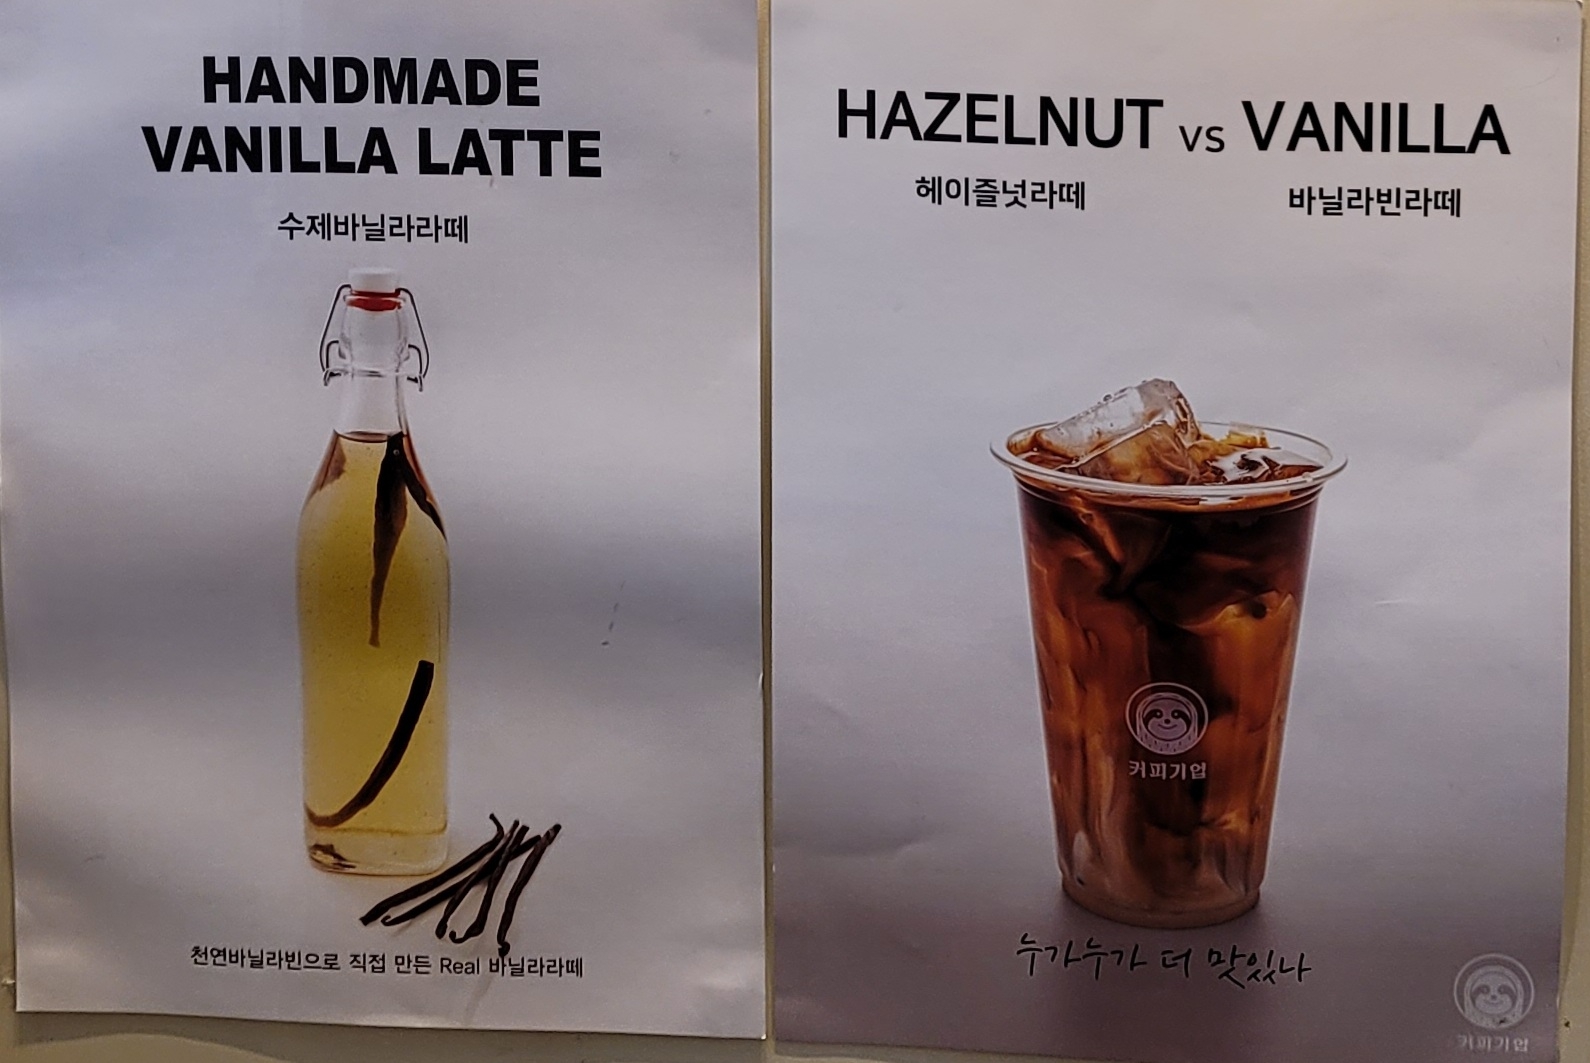 HANDMADE
VANILLA LATTE
수제바닐라라떼
천연바닐라빈으로 직접 만든 Real 바닐라라떼
HAZELNUT vs VANILLA
헤이즐넛라떼 바닐라빈라떼
커피기업
누가누가 더 맛있나
커피기업